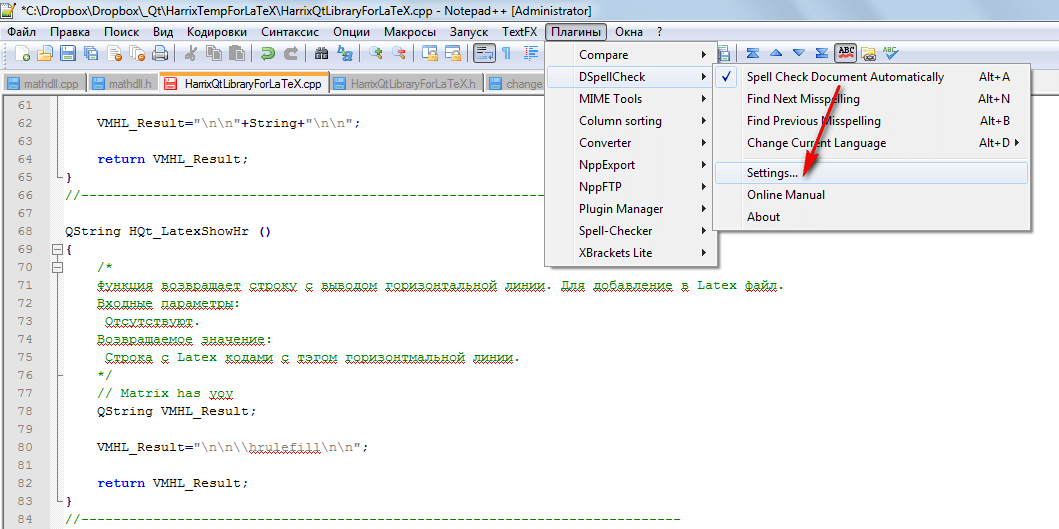 *C:\Dropbox\Dropbox\_Qt\HarrixTempForLaTeX\HarrixQtLibraryForLaTeX.cpp - Notepad++ [Administrator]
Файл Правка Поиск Вид Кодировки Синтаксис Опции Макросы Запуск TextFX Плагины Окна ?
mathdll.cpp mathdll.h HarrixQtLibraryForLaTeX.cpp HarrixQtLibraryForLaTeX.h change
Compare
DSpellCheck
MIME Tools
Column sorting
Converter
NppExport
NppFTP
Plugin Manager
Spell-Checker
XBrackets Lite
Spell Check Document Automatically Alt+A
Find Next Misspelling Alt+N
Find Previous Misspelling Alt+B
Change Current Language Alt+D
Settings...
Online Manual
About
61
62 VMHL_Result="\n\n"+String+"\n\n";
63
64 return VMHL_Result;
65 }
66 //---------------------------------------------------------------------------
67
68 QString HQt_LatexShowHr ()
69 {
70 /*
71 Функция возвращает строку с выводом горизонтальной линии. Для добавление в Latex файл.
72 Входные параметры:
73 Отсутствуют.
74 Возвращаемое значение:
75 Строка с Latex кодами с тэгом горизонтмальной линии.
76 */
77 // Matrix has yoy
78 QString VMHL_Result;
79
80 VMHL_Result="\n\n\\hrulefill\n\n";
81
82 return VMHL_Result;
83 }
84 //---------------------------------------------------------------------------